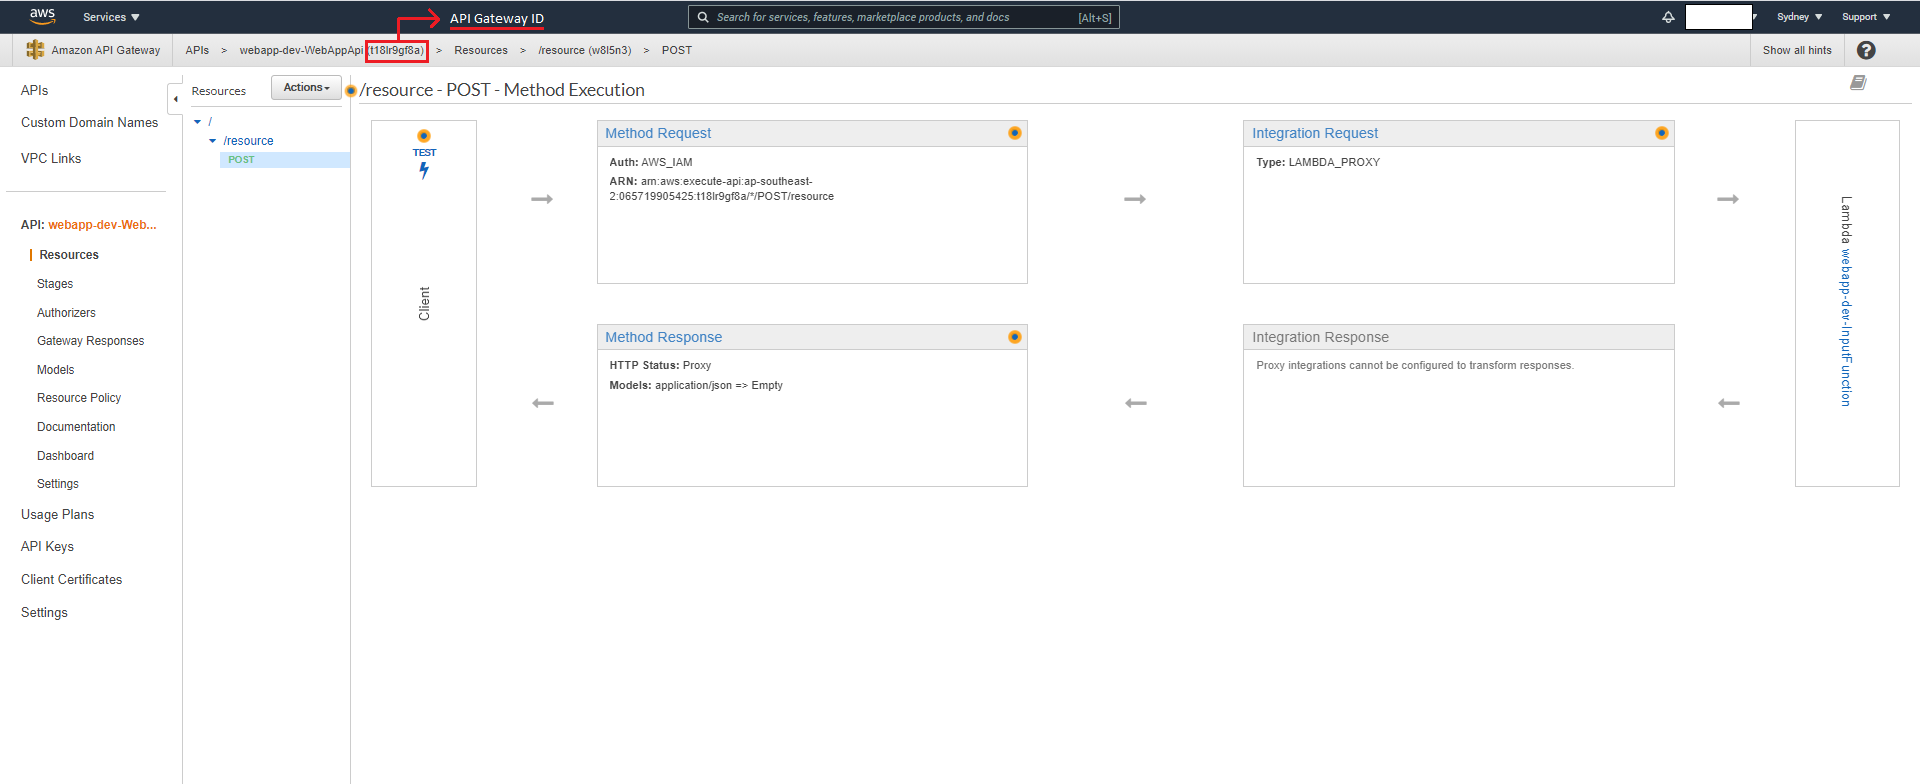 aws
Services
API Gateway ID
Search for services, features, marketplace products, and docs
[Alt+S]
Sydney
Support
Amazon API Gateway
APIs > webapp-dev-WebAppApi (t18lr9gf8a) > Resources > /resource (w8l5n3) > POST
Show all hints
?
APIs
Custom Domain Names
VPC Links
API: webapp-dev-Web...
Resources
Stages
Authorizers
Gateway Responses
Models
Resource Policy
Documentation
Dashboard
Settings
Usage Plans
API Keys
Client Certificates
Settings
Resources
Actions
/
/resource
POST
/resource - POST - Method Execution
TEST
Client
Method Request
Auth: AWS_IAM
ARN: arn:aws:execute-api:ap-southeast-
2:065719905425:t18lr9gf8a/*/POST/resource
Integration Request
Type: LAMBDA_PROXY
Method Response
HTTP Status: Proxy
Models: application/json => Empty
Integration Response
Proxy integrations cannot be configured to transform responses.
Lambda webapp-dev-InputFunction